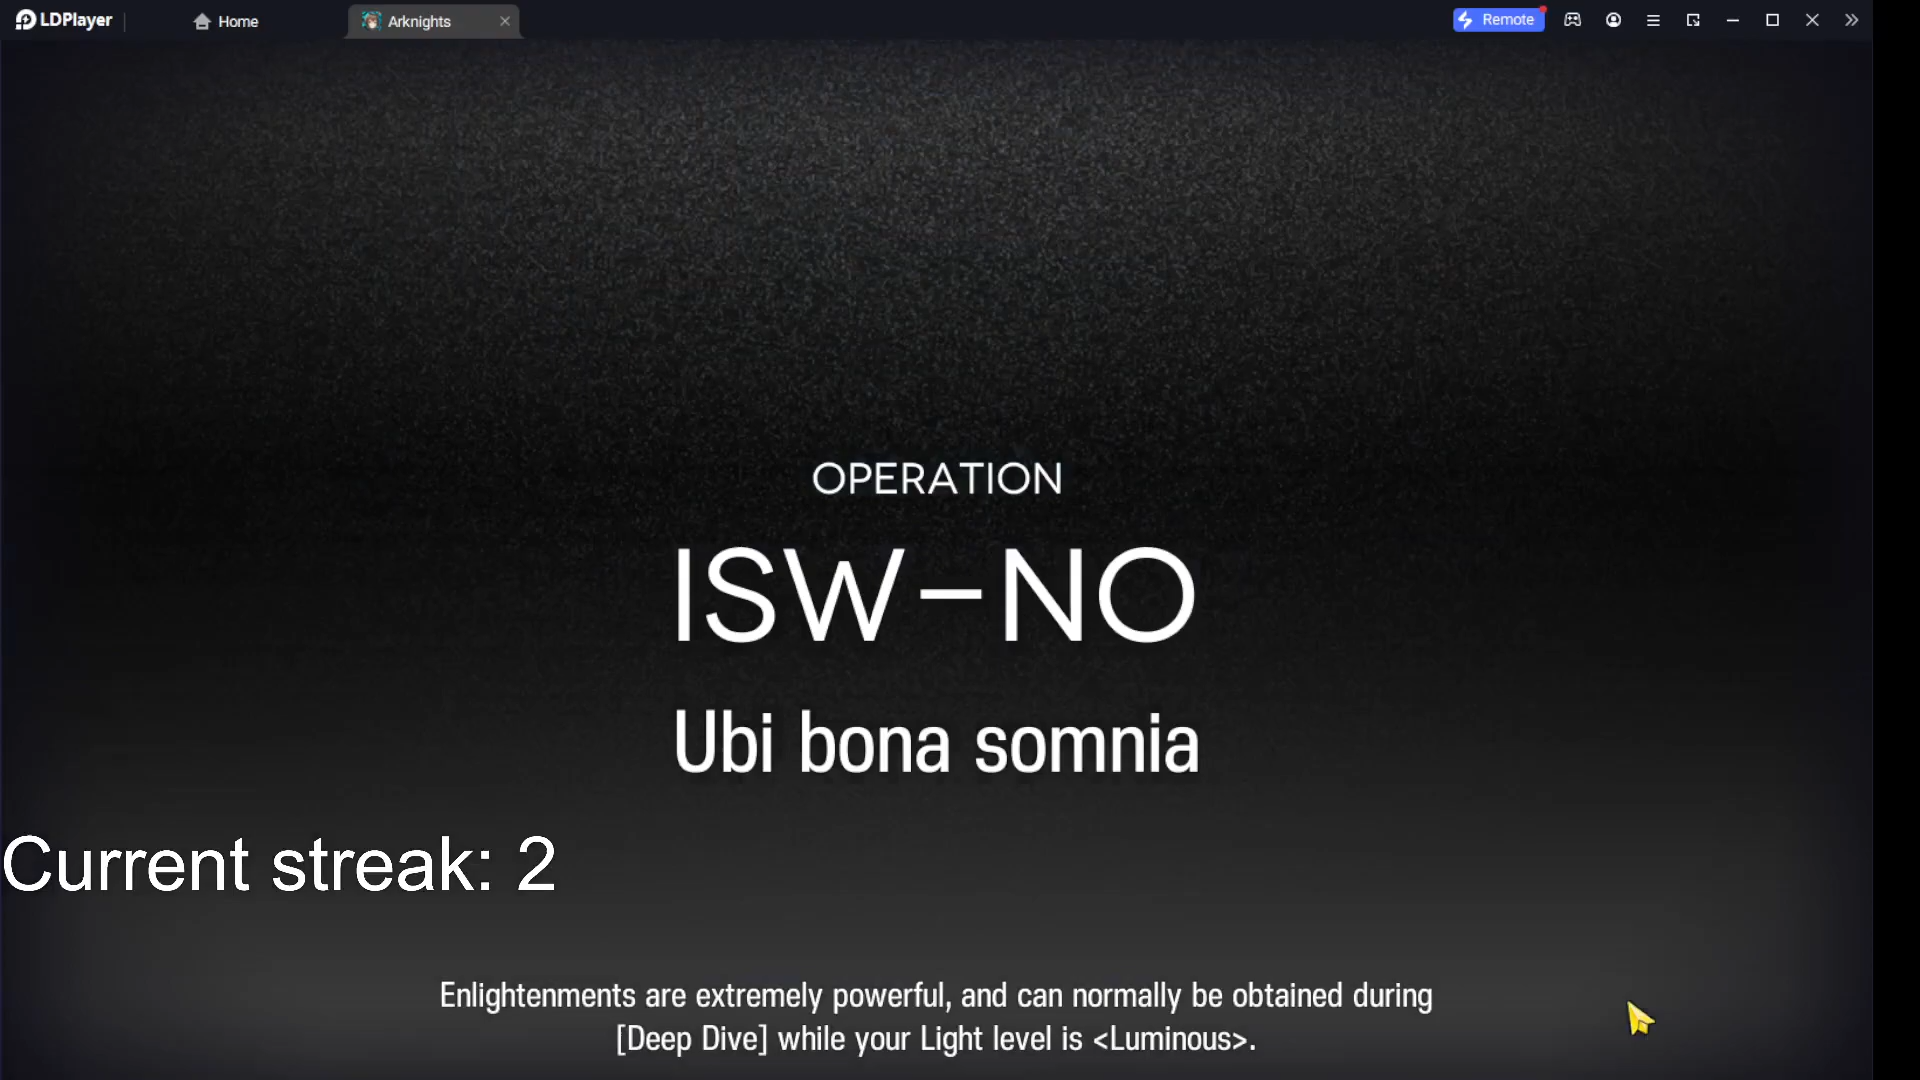 LDPlayer
Home
Arknights
Remote
OPERATION
ISW-NO
Ubi bona somnia
Current streak: 2
Enlightenments are extremely powerful, and can normally be obtained during
[Deep Dive] while your Light level is <Luminous>.